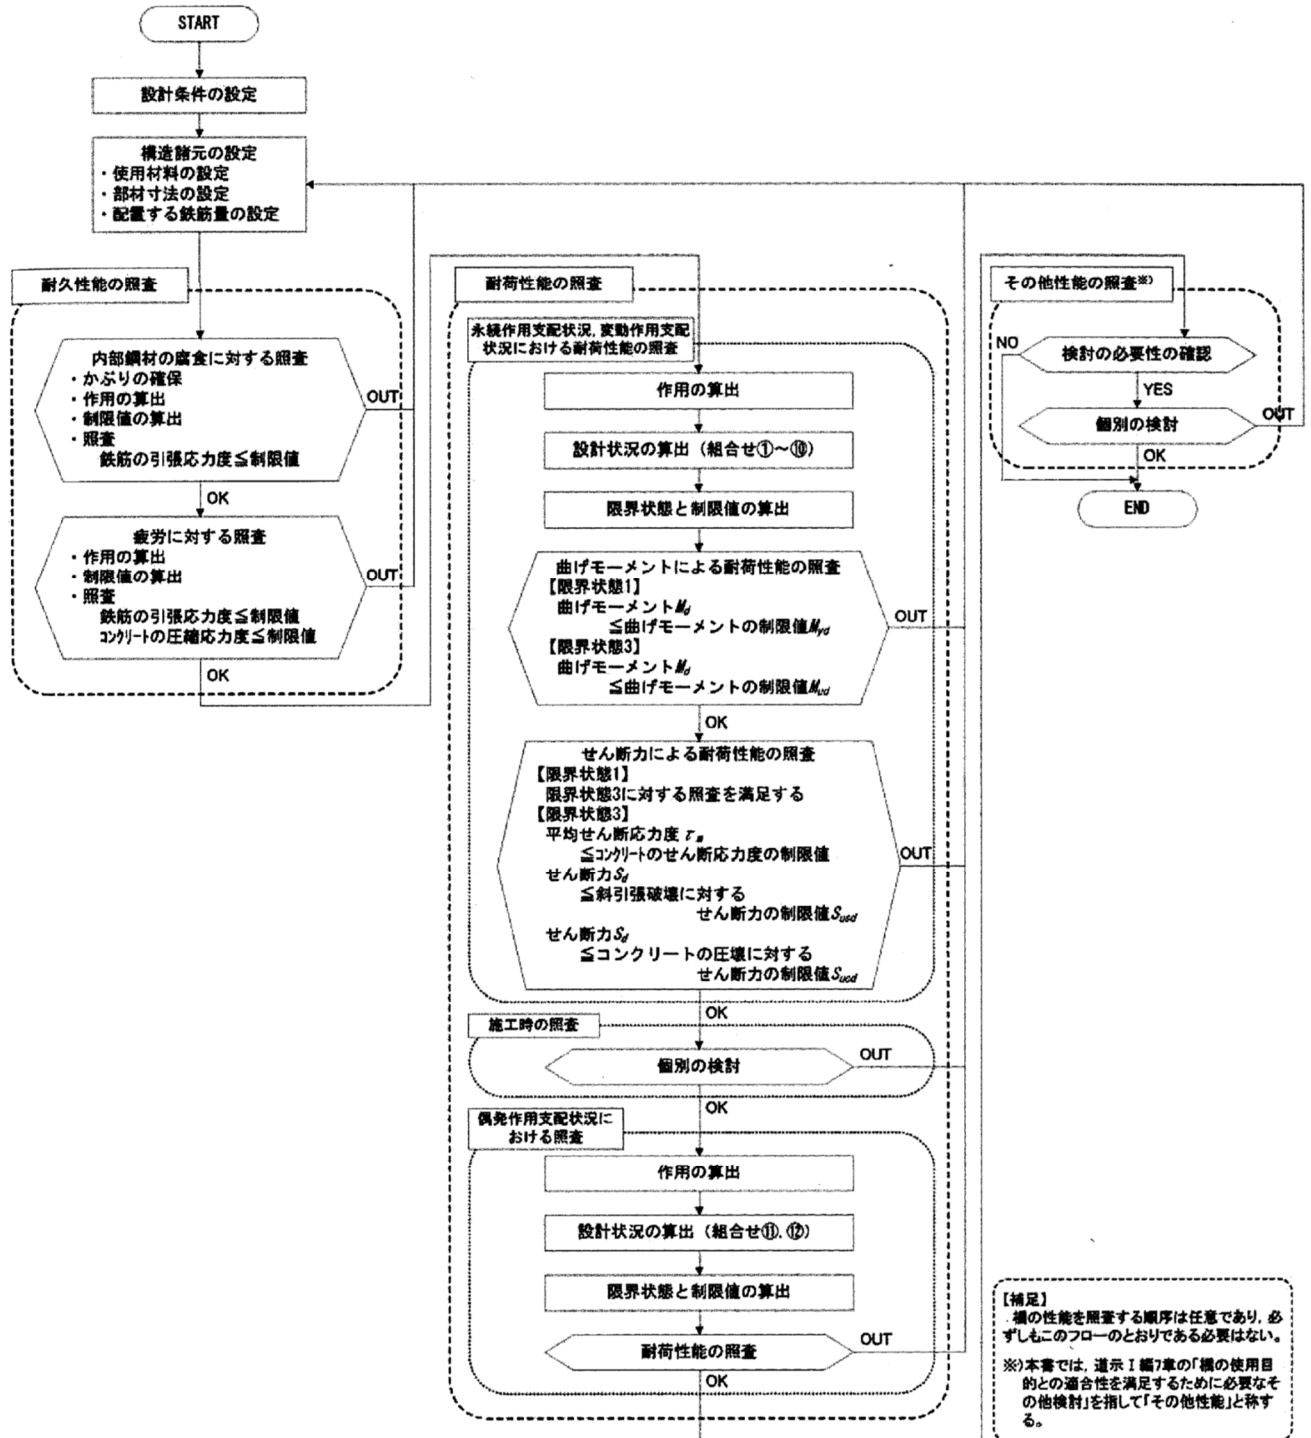 START
設計条件の設定
構造諸元の設定
・使用材料の設定
・部材寸法の設定
・配置する鉄筋量の設定
耐久性能の照査
内部鋼材の腐食に対する照査
・かぶりの確保
・作用の算出
・制限値の算出
・照査
鉄筋の引張応力度≦制限値
OUT
OK
疲労に対する照査
・作用の算出
・制限値の算出
・照査
鉄筋の引張応力度≦制限値
コンクリートの圧縮応力度≦制限値
OUT
OK
耐荷性能の照査
永続作用支配状況，変動作用支配
状況における耐荷性能の照査
作用の算出
設計状況の算出（組合せ①～⑩）
限界状態と制限値の算出
曲げモーメントによる耐荷性能の照査
【限界状態1】
曲げモーメントMd
≦曲げモーメントの制限値Myd
【限界状態3】
曲げモーメントMd
≦曲げモーメントの制限値Mud
OUT
OK
せん断力による耐荷性能の照査
【限界状態1】
限界状態3に対する照査を満足する
【限界状態3】
平均せん断応力度τm
≦コンクリートのせん断応力度の制限値
せん断力Sd
≦斜引張破壊に対する
せん断力の制限値Susd
せん断力Sd
≦コンクリートの圧壊に対する
せん断力の制限値Sucd
OUT
OK
施工時の照査
個別の検討
OUT
OK
偶発作用支配状況に
おける照査
作用の算出
設計状況の算出（組合せ⑪，⑫）
限界状態と制限値の算出
耐荷性能の照査
OUT
OK
その他性能の照査※）
検討の必要性の確認
NO
YES
個別の検討
OUT
OK
END
【補足】
橋の性能を照査する順序は任意であり，必
ずしもこのフローのとおりである必要はない。
※）本書では，道示Ⅰ編7章の「橋の使用目
的との適合性を満足するために必要なそ
の他検討」を指して「その他性能」と称す
る。